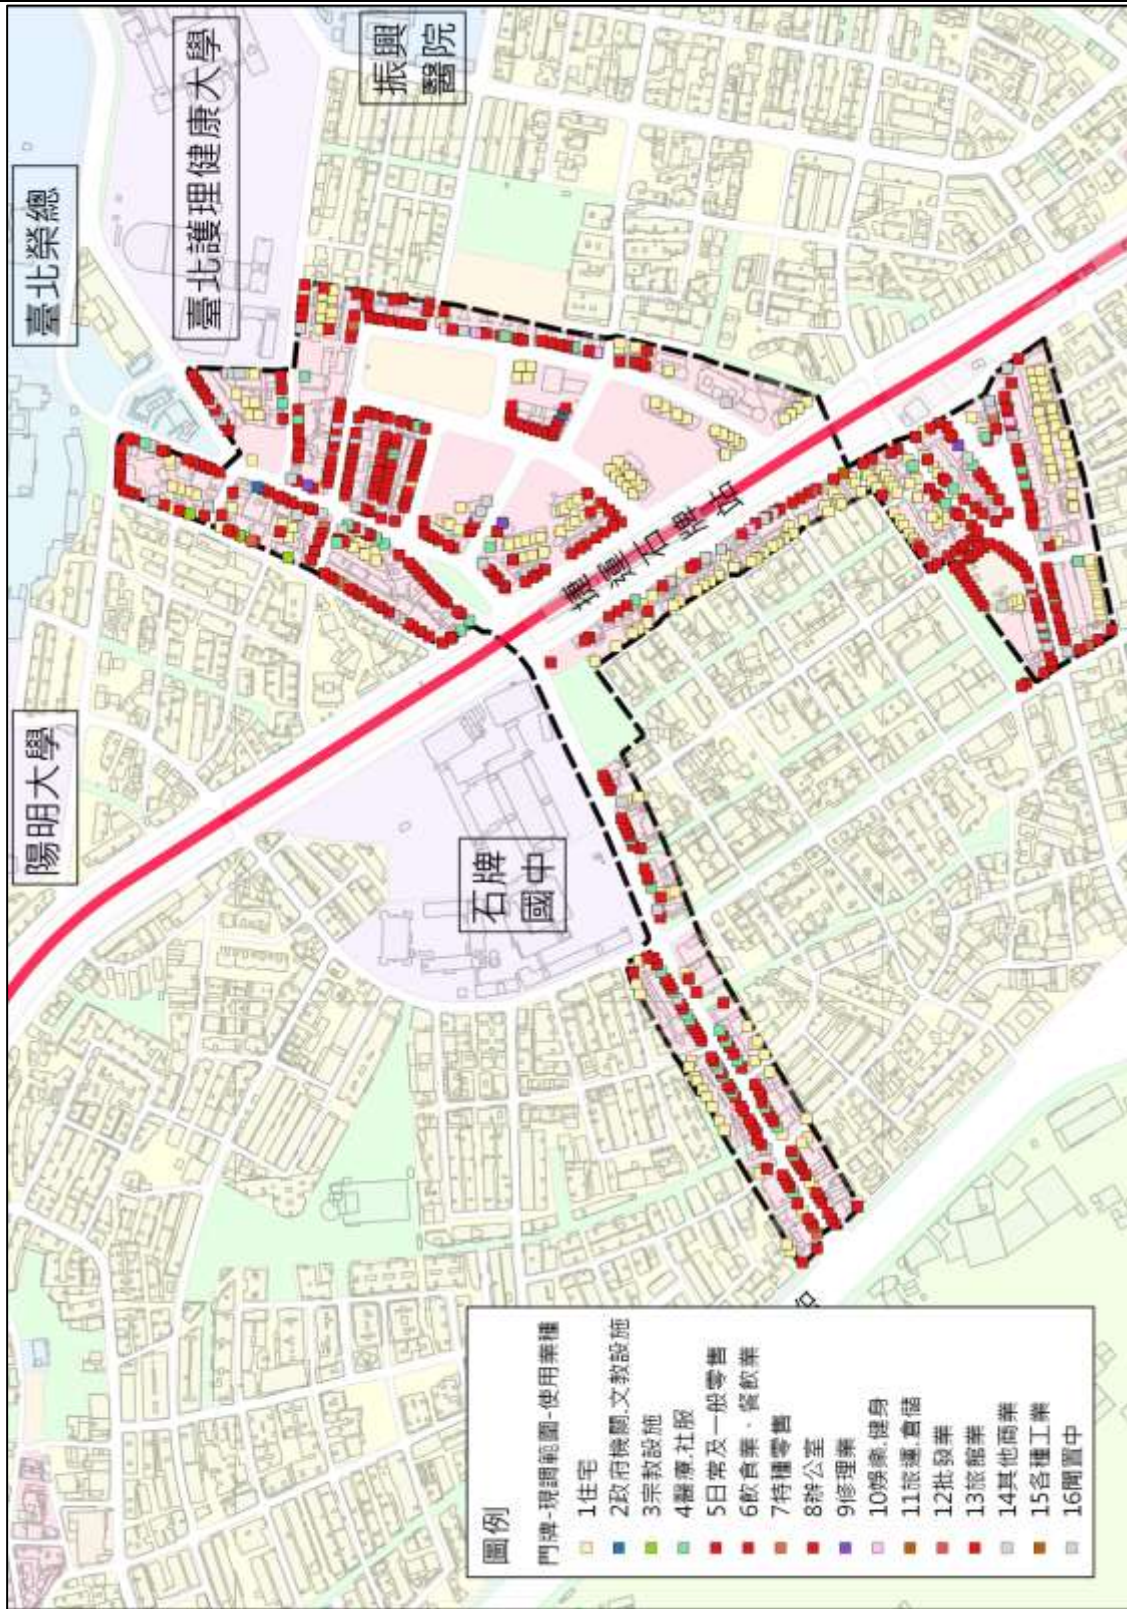 臺北榮總
臺北護理健康大學
振興
醫院
陽明大學
石牌
國中
捷運石牌站
圖例
門牌-現調範圍-使用業種
1住宅
2政府機關.文教設施
3宗教設施
4醫療.社服
5日常及一般零售
6飲食業、餐飲業
7特種零售
8辦公室
9修理業
10娛樂.健身
11旅運.倉儲
12批發業
13旅館業
14其他商業
15各種工業
16閒置中